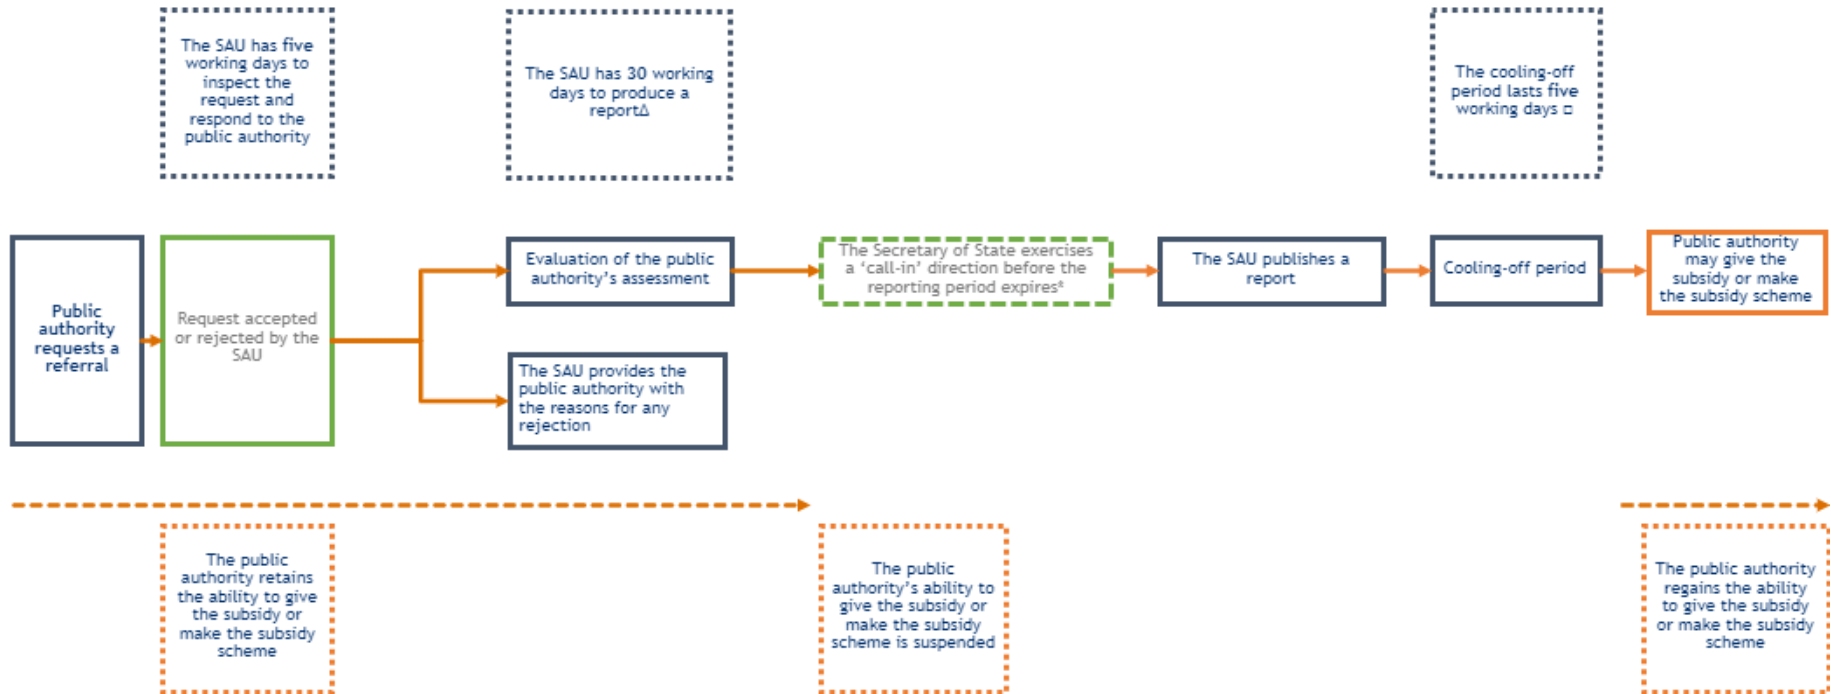 The SAU has five
working days to
inspect the
request and
respond to the
public authority
The SAU has 30 working
days to produce a
reportΔ
The cooling-off
period lasts five
working days □
Public
authority
requests a
referral
Request accepted
or rejected by the
SAU
Evaluation of the public
authority's assessment
The SAU provides the
public authority with
the reasons for any
rejection
The Secretary of State exercises
a 'call-in' direction before the
reporting period expires*
The SAU publishes a
report
Cooling-off period
Public authority
may give the
subsidy or make
the subsidy scheme
The public
authority retains
the ability to give
the subsidy or
make the subsidy
scheme
The public
authority's ability to
give the subsidy or
make the subsidy
scheme is suspended
The public authority
regains the ability
to give the subsidy
or make the subsidy
scheme